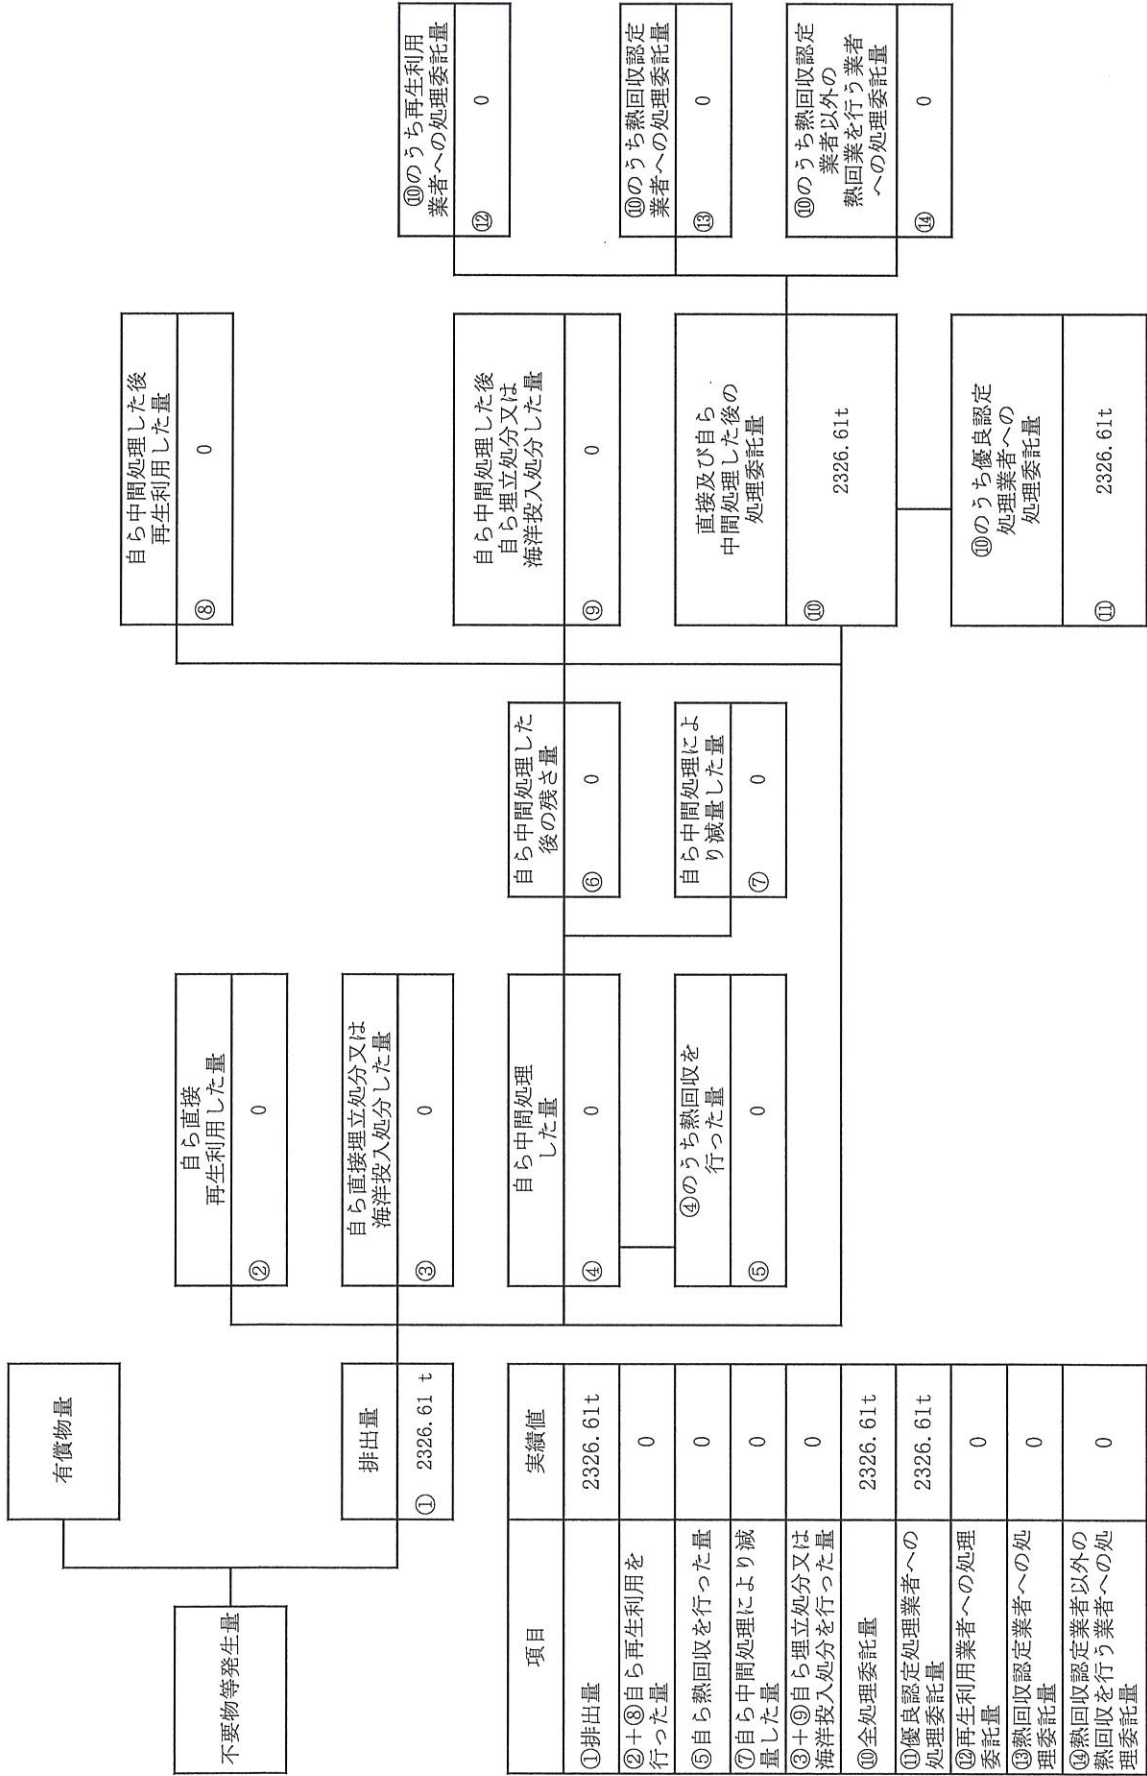 不要物等発生量
有償物量
排出量
① 2326.61 t
自ら直接
再生利用した量
② 0
自ら直接埋立処分又は
海洋投入処分した量
③ 0
自ら中間処理
した量
④ 0
④のうち熱回収を
行った量
⑤ 0
自ら中間処理した
後の残さ量
⑥ 0
自ら中間処理によ
り減量した量
⑦ 0
自ら中間処理した後
再生利用した量
⑧ 0
自ら中間処理した後
自ら埋立処分又は
海洋投入処分した量
⑨ 0
直接及び自ら
中間処理した後の
処理委託量
⑩ 2326.61t
⑩のうち優良認定
処理業者への
処理委託量
⑪ 2326.61t
⑩のうち再生利用
業者への処理委託量
⑫ 0
⑩のうち熱回収認定
業者への処理委託量
⑬ 0
⑩のうち熱回収認定
業者以外の
熱回業を行う業者
への処理委託量
⑭ 0
項目 実績値
①排出量 2326.61t
②+⑧自ら再生利用を
行った量 0
⑤自ら熱回収を行った量 0
⑦自ら中間処理により減
量した量 0
③+⑨自ら埋立処分又は
海洋投入処分を行った量 0
⑩全処理委託量 2326.61t
⑪優良認定処理業者への
処理委託量 2326.61t
⑫再生利用業者への処理
委託量 0
⑬熱回収認定業者への処
理委託量 0
⑭熱回収認定業者以外の
熱回収を行う業者への処
理委託量 0